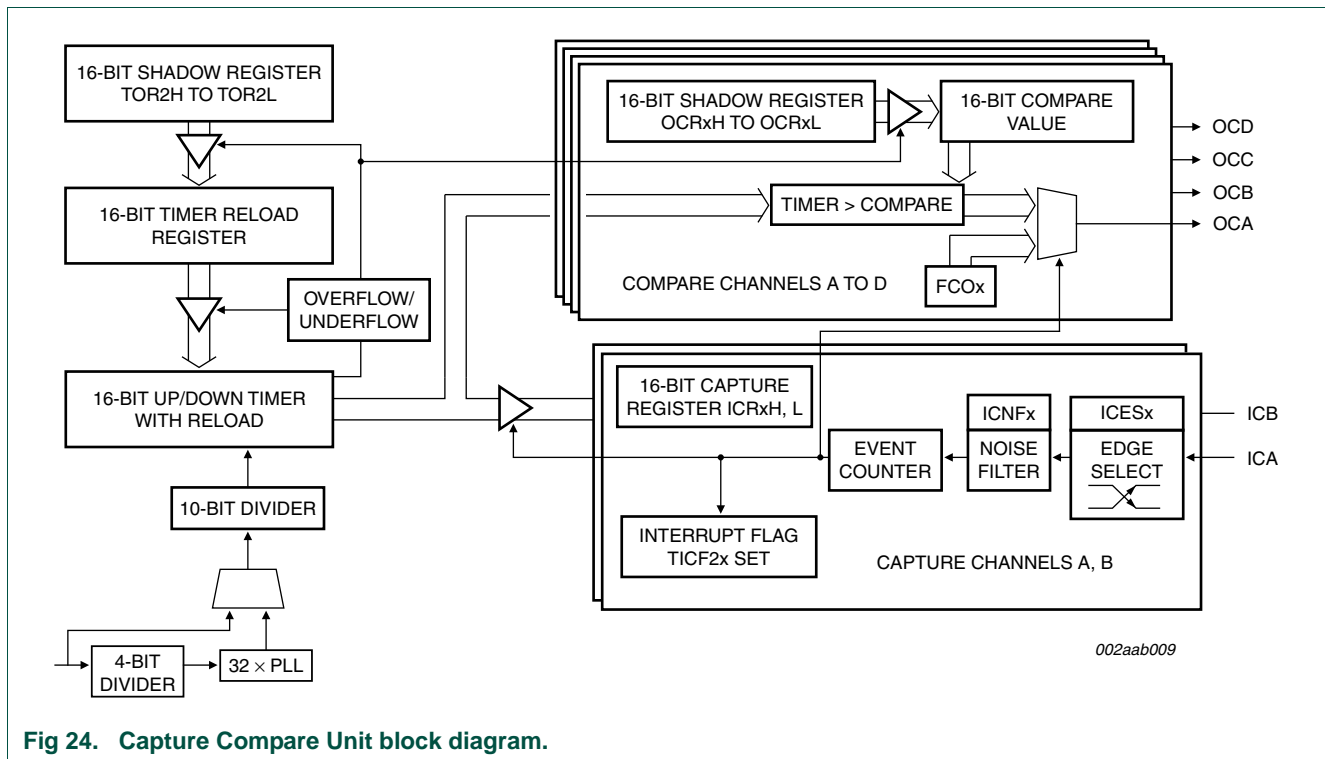 16-BIT SHADOW REGISTER
TOR2H TO TOR2L
16-BIT TIMER RELOAD
REGISTER
OVERFLOW/
UNDERFLOW
16-BIT UP/DOWN TIMER
WITH RELOAD
10-BIT DIVIDER
4-BIT
DIVIDER
32 × PLL
16-BIT SHADOW REGISTER
OCRxH TO OCRxL
16-BIT COMPARE
VALUE
TIMER > COMPARE
COMPARE CHANNELS A TO D
FCOx
OCD
OCC
OCB
OCA
16-BIT CAPTURE
REGISTER ICRxH, L
EVENT
COUNTER
ICNFx
NOISE
FILTER
ICESx
EDGE
SELECT
ICB
ICA
INTERRUPT FLAG
TICF2x SET
CAPTURE CHANNELS A, B
002aab009
Fig 24. Capture Compare Unit block diagram.